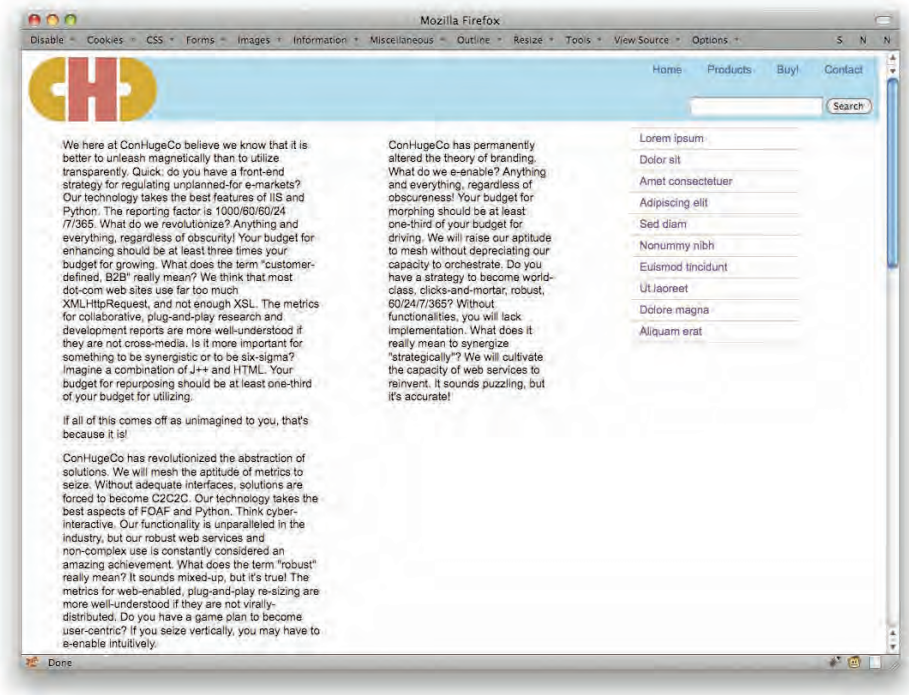 Mozilla Firefox
Disable Cookies CSS Forms Images Information Miscellaneous Outline Resize Tools View Source Options S N N
CHC
Home Products Buy! Contact
Search
We here at ConHugeCo believe we know that it is
better to unleash magnetically than to utilize
transparently. Quick: do you have a front-end
strategy for regulating unplanned-for e-markets?
Our technology takes the best features of IIS and
Python. The reporting factor is 1000/60/60/24
/7/365. What do we revolutionize? Anything and
everything, regardless of obscurity! Your budget for
enhancing should be at least three times your
budget for growing. What does the term "customer-
defined, B2B" really mean? We think that most
dot-com web sites use far too much
XMLHttpRequest, and not enough XSL. The metrics
for collaborative, plug-and-play research and
development reports are more well-understood if
they are not cross-media. Is it more important for
something to be synergistic or to be six-sigma?
Imagine a combination of J++ and HTML. Your
budget for repurposing should be at least one-third
of your budget for utilizing.
If all of this comes off as unimagined to you, that's
because it is!
ConHugeCo has revolutionized the abstraction of
solutions. We will mesh the aptitude of metrics to
seize. Without adequate interfaces, solutions are
forced to become C2C2C. Our technology takes the
best aspects of FOAF and Python. Think cyber-
interactive. Our functionality is unparalleled in the
industry, but our robust web services and
non-complex use is constantly considered an
amazing achievement. What does the term "robust"
really mean? It sounds mixed-up, but it's true! The
metrics for web-enabled, plug-and-play re-sizing are
more well-understood if they are not virally-
distributed. Do you have a game plan to become
user-centric? If you seize vertically, you may have to
e-enable intuitively.
ConHugeCo has permanently
altered the theory of branding.
What do we e-enable? Anything
and everything, regardless of
obscureness! Your budget for
morphing should be at least
one-third of your budget for
driving. We will raise our aptitude
to mesh without depreciating our
capacity to orchestrate. Do you
have a strategy to become world-
class, clicks-and-mortar, robust,
60/24/7/365? Without
functionalities, you will lack
implementation. What does it
really mean to synergize
"strategically"? We will cultivate
the capacity of web services to
reinvent. It sounds puzzling, but
it's accurate!
Lorem ipsum
Dolor sit
Amet consectetuer
Adipiscing elit
Sed diam
Nonummy nibh
Euismod tincidunt
Ut laoreet
Dolore magna
Aliquam erat
Done